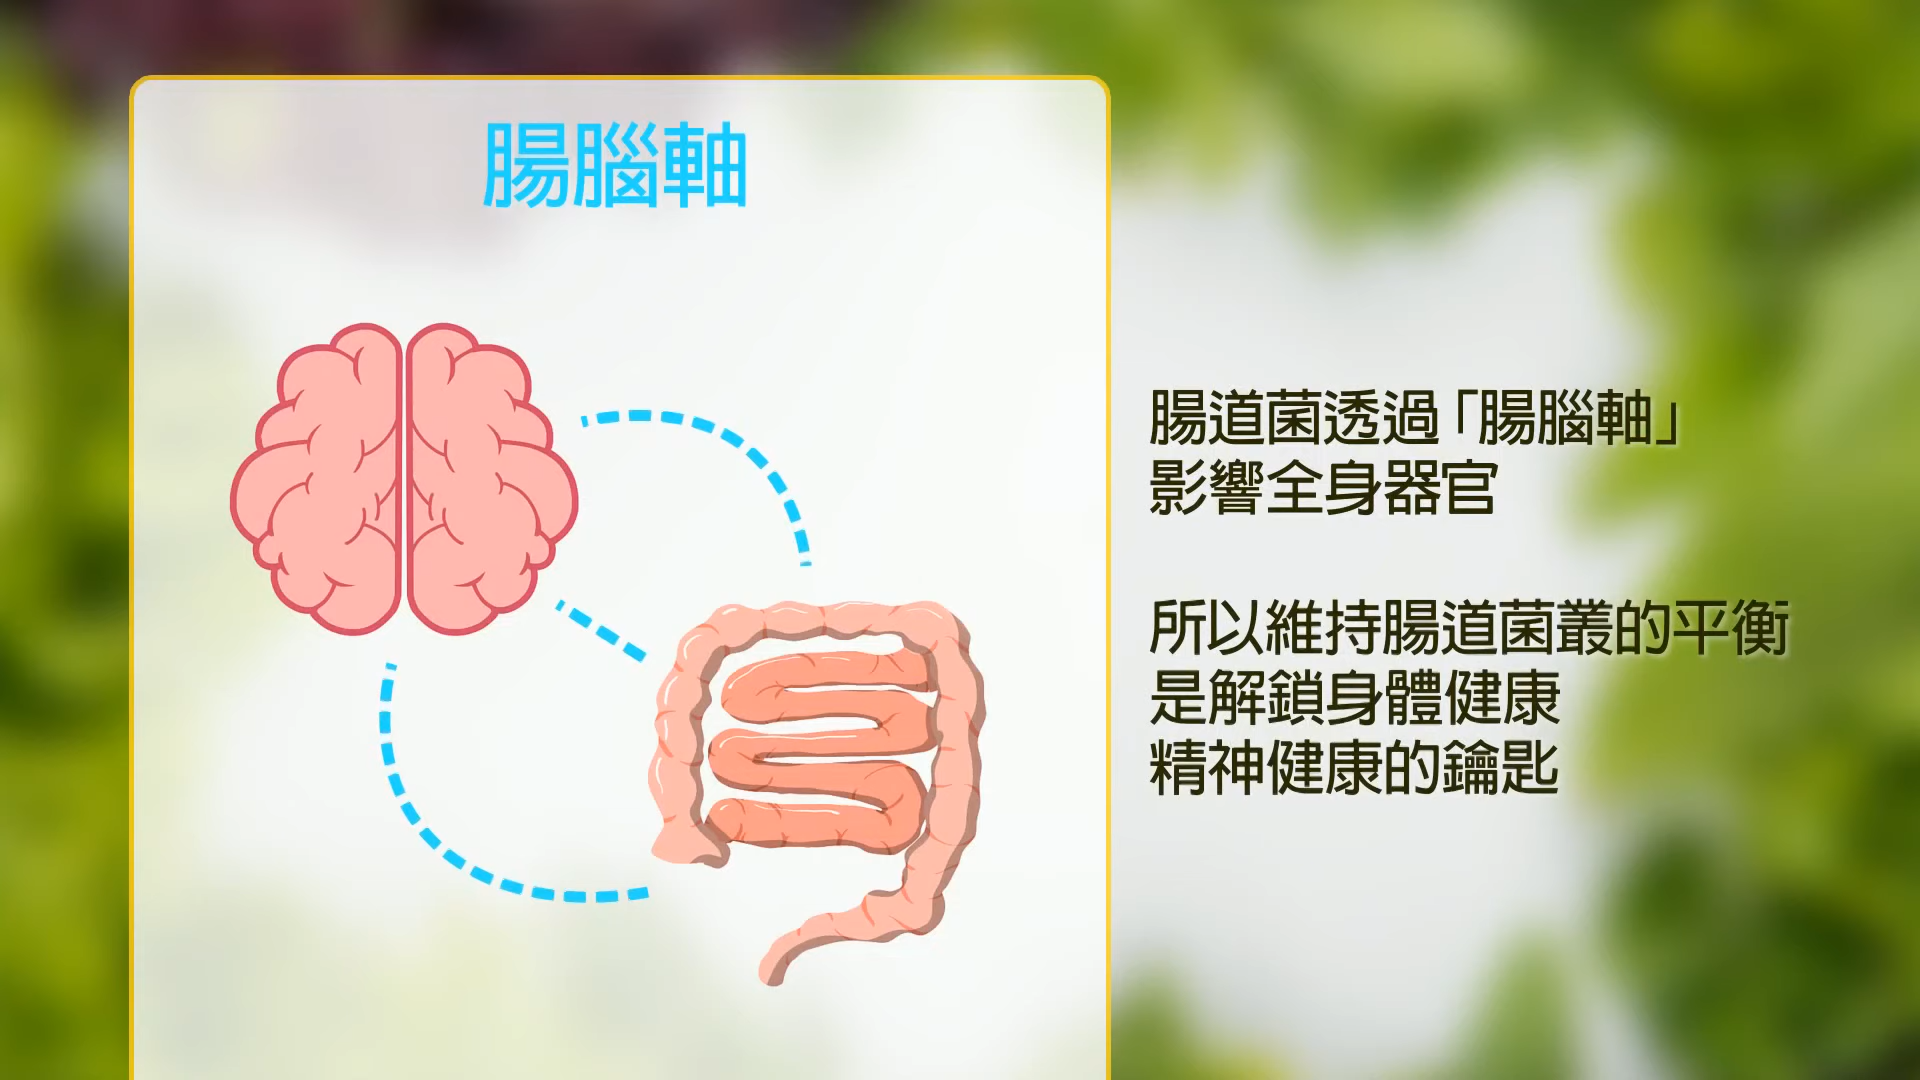 腸腦軸
腸道菌透過「腸腦軸」
影響全身器官
所以維持腸道菌叢的平衡
是解鎖身體健康
精神健康的鑰匙